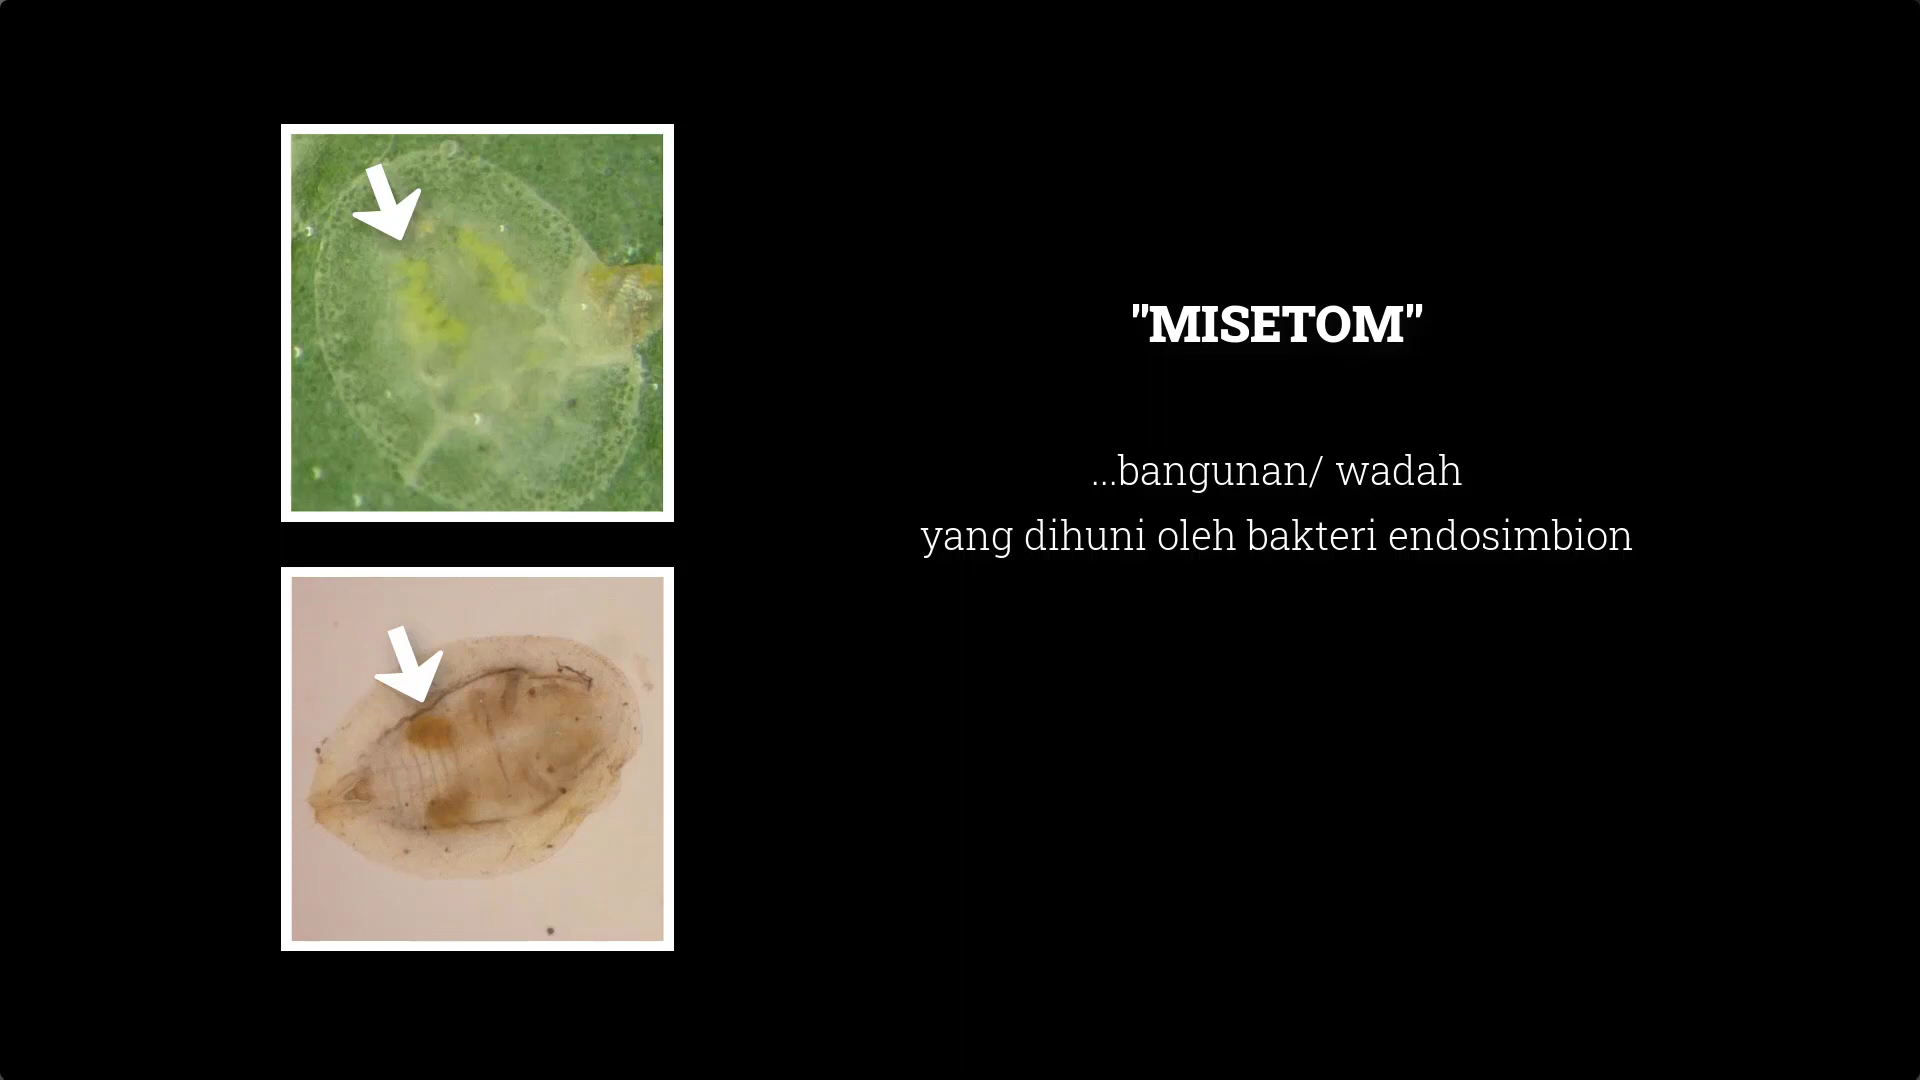 "MISETOM"
...bangunan/ wadah
yang dihuni oleh bakteri endosimbion